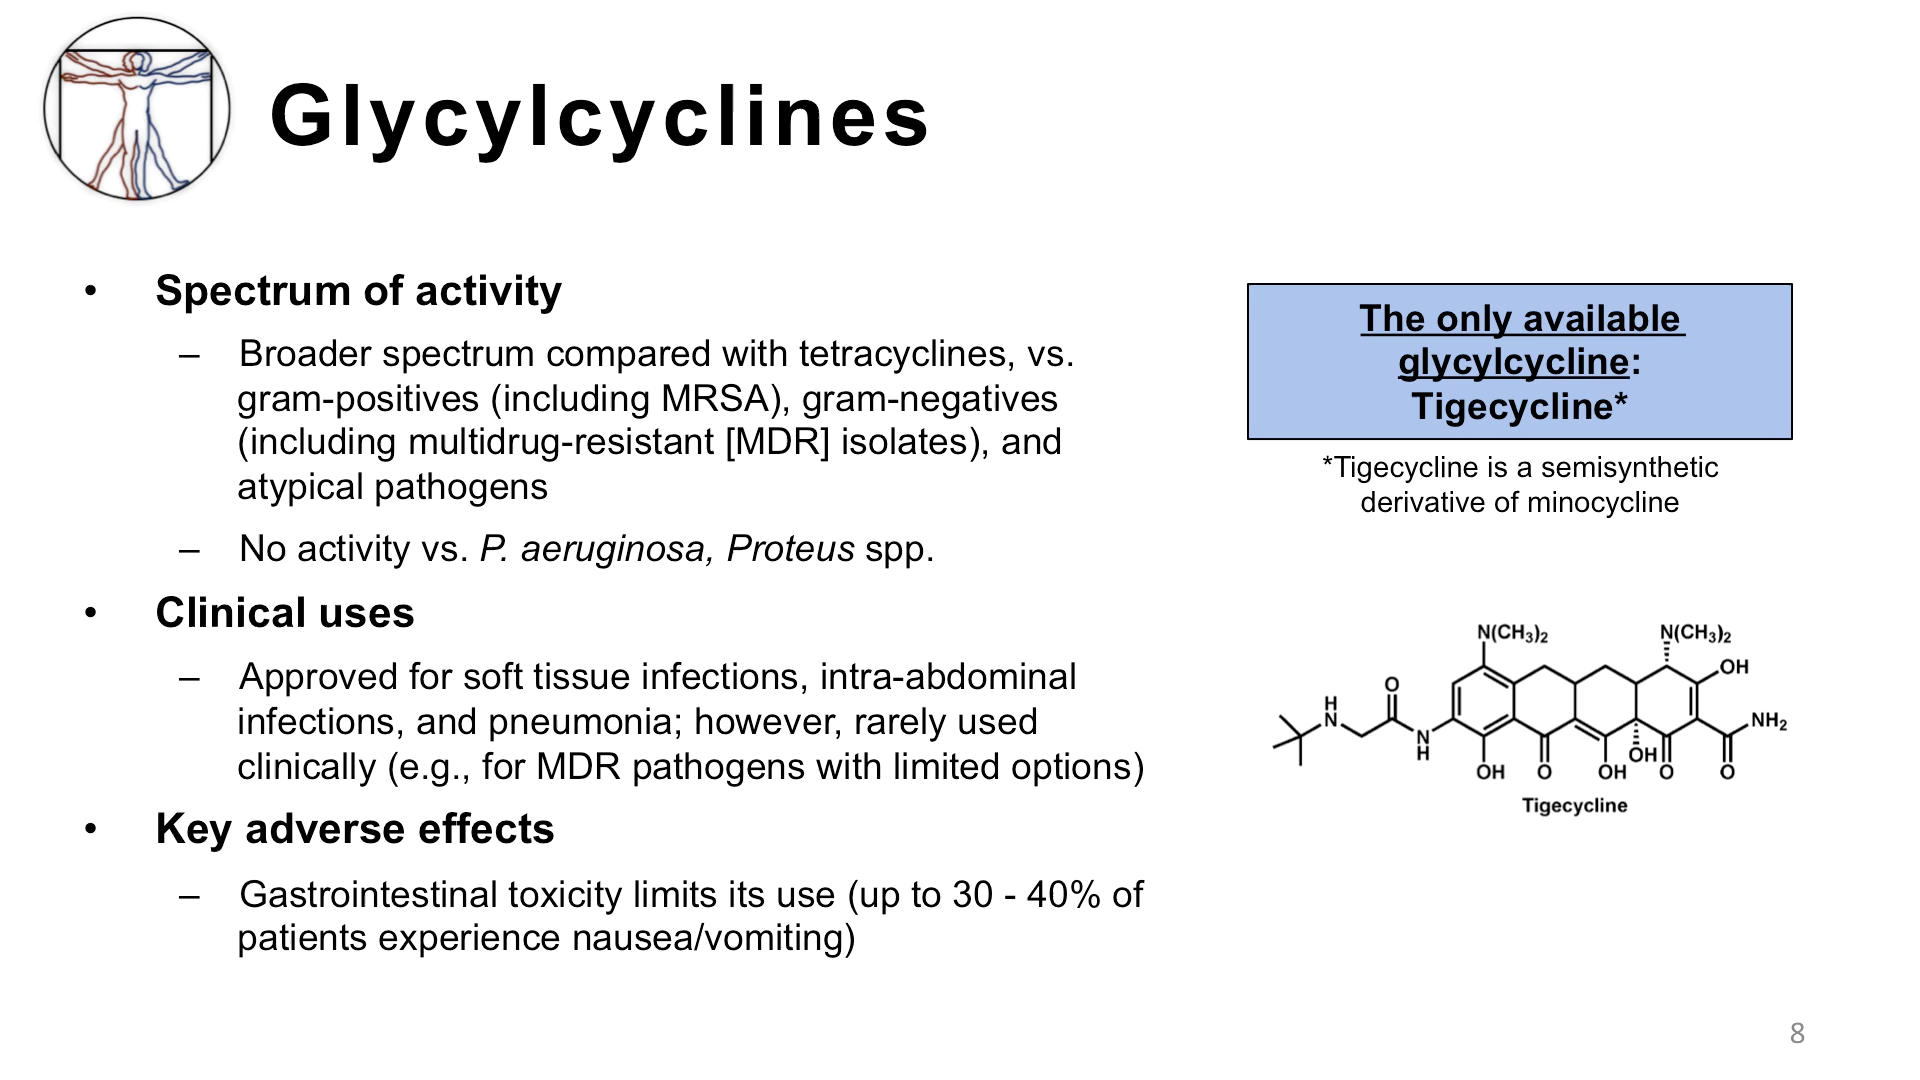 Glycylcyclines
• Spectrum of activity
– Broader spectrum compared with tetracyclines, vs.
gram-positives (including MRSA), gram-negatives
(including multidrug-resistant [MDR] isolates), and
atypical pathogens
– No activity vs. P. aeruginosa, Proteus spp.
• Clinical uses
– Approved for soft tissue infections, intra-abdominal
infections, and pneumonia; however, rarely used
clinically (e.g., for MDR pathogens with limited options)
• Key adverse effects
– Gastrointestinal toxicity limits its use (up to 30 - 40% of
patients experience nausea/vomiting)
The only available
glycylcycline:
Tigecycline*
*Tigecycline is a semisynthetic
derivative of minocycline
N(CH3)2 N(CH3)2
OH
O
H
N
NH2
N
H
OH
OH O OH O O
Tigecycline
8